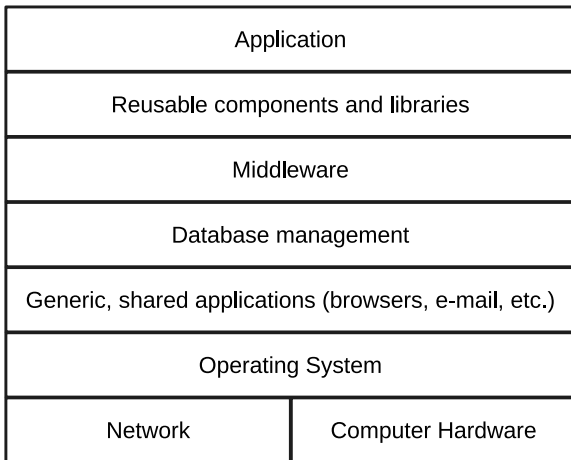 Application
Reusable components and libraries
Middleware
Database management
Generic, shared applications (browsers, e-mail, etc.)
Operating System
Network
Computer Hardware